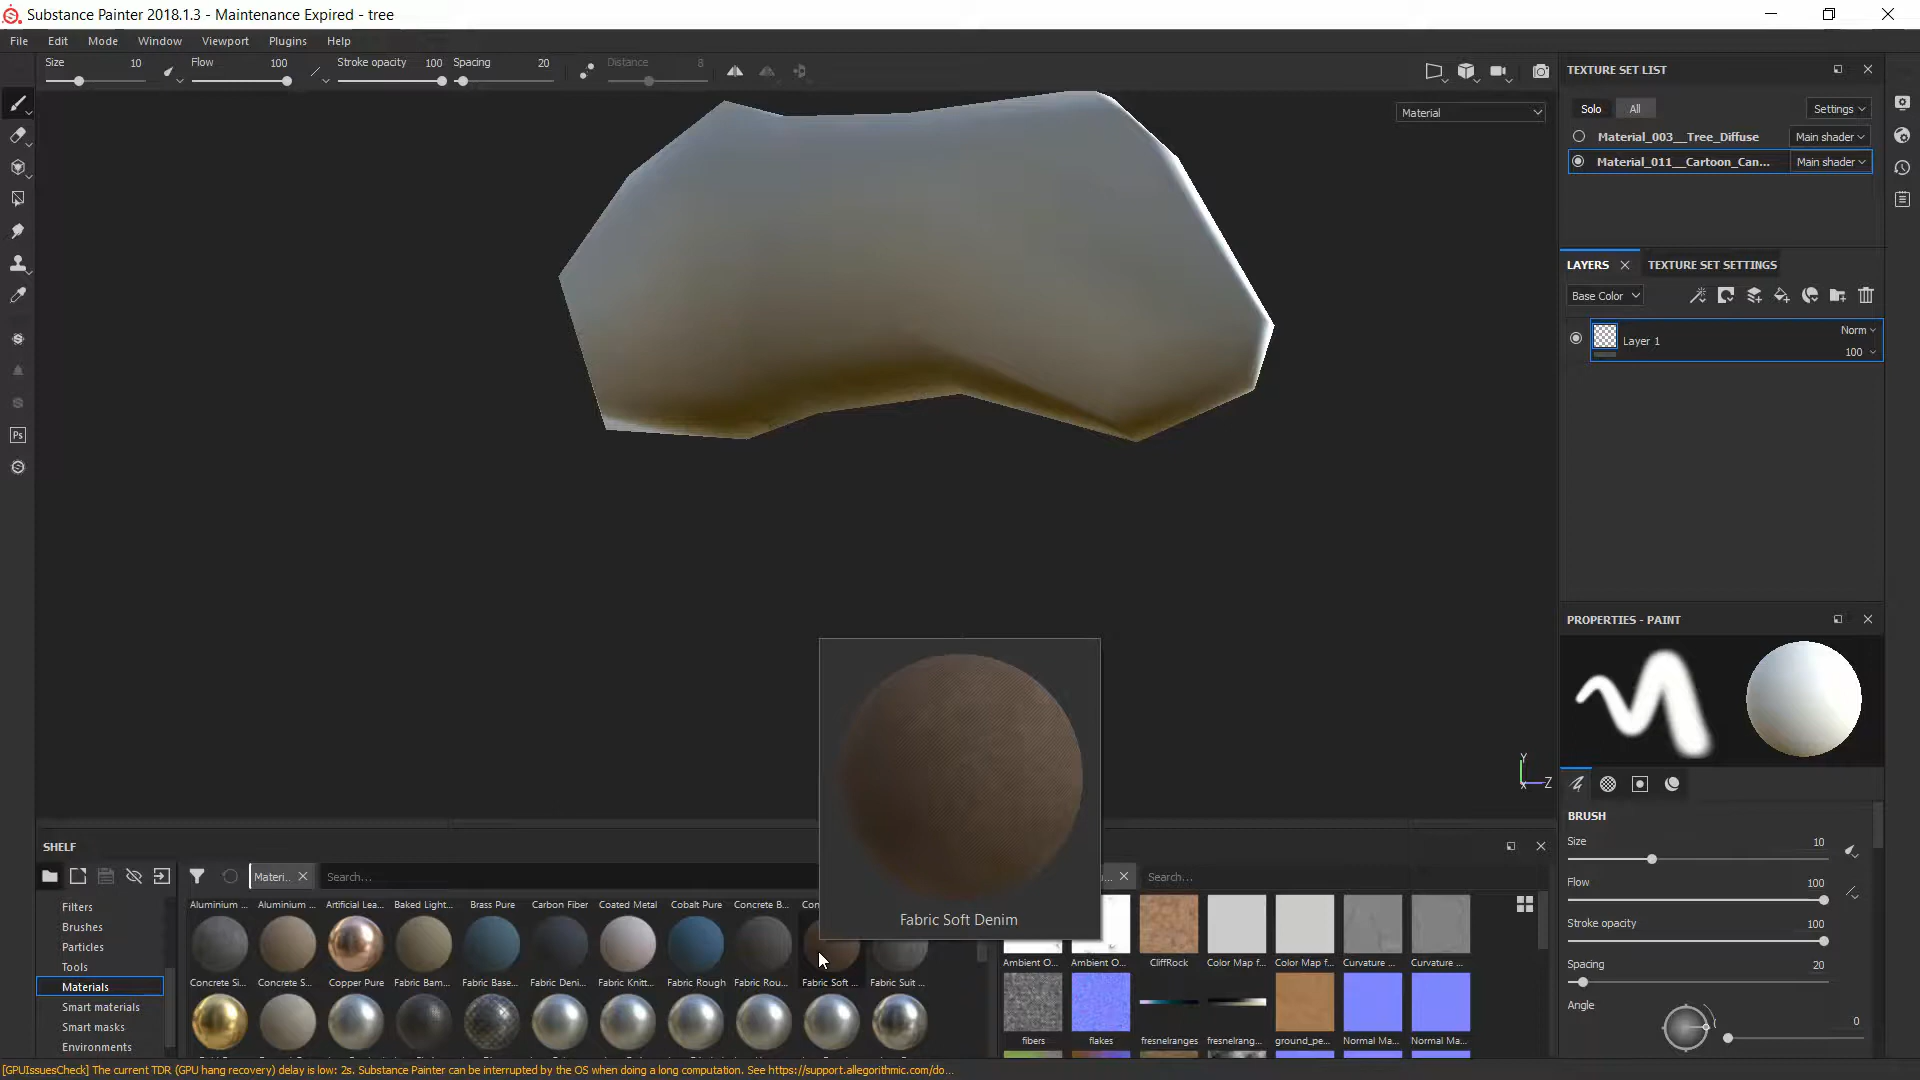 Substance Painter 2018.1.3 - Maintenance Expired - tree
File Edit Mode Window Viewport Plugins Help
Size 10 Flow 100 Stroke opacity 100 Spacing 20 Distance 8
Material
TEXTURE SET LIST
Solo All Settings
Material_003__Tree_Diffuse Main shader
Material_011__Cartoon_Can... Main shader
LAYERS TEXTURE SET SETTINGS
Base Color
Norm
Layer 1
100
Ps
PROPERTIES - PAINT
Y
X Z
BRUSH
Size 10
Flow 100
Stroke opacity 100
Spacing 20
Angle
0
Fabric Soft Denim
SHELF
Materi... Search...
... Search...
Filters
Brushes
Particles
Tools
Materials
Smart materials
Smart masks
Environments
Aluminium ... Aluminium ... Artificial Lea... Baked Light... Brass Pure Carbon Fiber Coated Metal Cobalt Pure Concrete B... Con
Concrete Si... Concrete S... Copper Pure Fabric Bam... Fabric Base... Fabric Deni... Fabric Knitt... Fabric Rough Fabric Rou... Fabric Soft ... Fabric Suit ...
Ambient O... Ambient O... CliffRock Color Map f... Color Map f... Curvature ... Curvature ...
fibers flakes fresnelranges fresnelrang... ground_pe... Normal Ma... Normal Ma...
[GPUIssuesCheck] The current TDR (GPU hang recovery) delay is low: 2s. Substance Painter can be interrupted by the OS when doing a long computation. See https://support.allegorithmic.com/do...